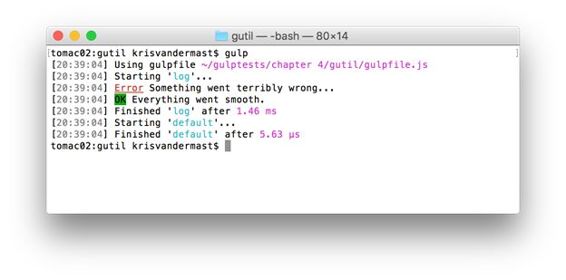 gutil — -bash — 80×14
tomac02:gutil krisvandermast$ gulp
[20:39:04] Using gulpfile ~/gulptests/chapter 4/gutil/gulpfile.js
[20:39:04] Starting 'log'...
[20:39:04] Error Something went terribly wrong...
[20:39:04] OK Everything went smooth.
[20:39:04] Finished 'log' after 1.46 ms
[20:39:04] Starting 'default'...
[20:39:04] Finished 'default' after 5.63 μs
tomac02:gutil krisvandermast$